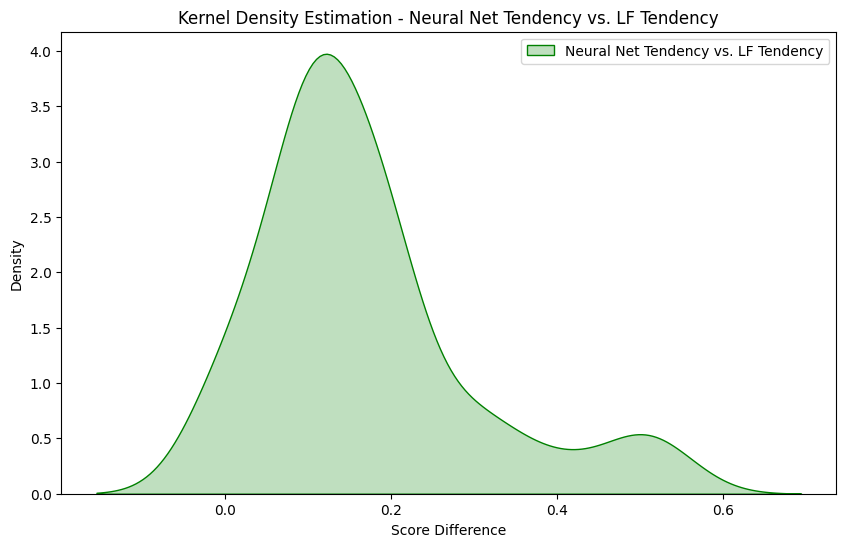 Kernel Density Estimation - Neural Net Tendency vs. LF Tendency
Neural Net Tendency vs. LF Tendency
4.0
3.5
3.0
2.5
2.0
1.5
1.0
0.5
0.0
Density
0.0 0.2 0.4 0.6
Score Difference